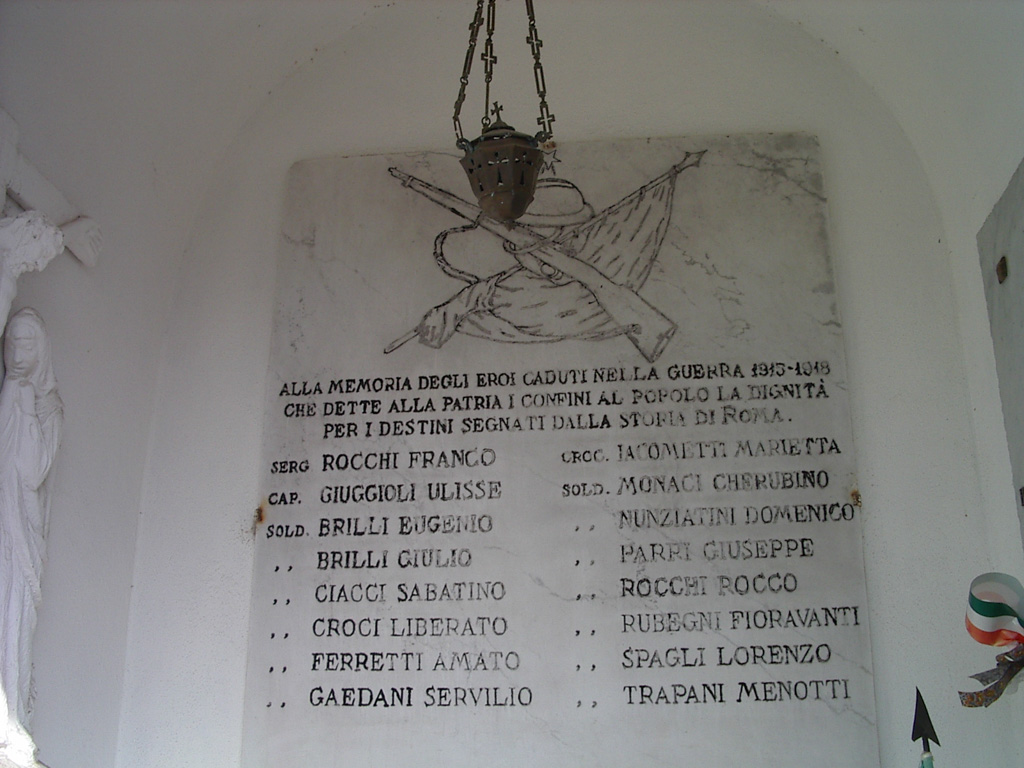 ALLA MEMORIA DEGLI EROI CADUTI NELLA GUERRA 1915-1918
CHE DETTE ALLA PATRIA I CONFINI AL POPOLO LA DIGNITÀ
PER I DESTINI SEGNATI DALLA STORIA DI ROMA.
SERG ROCCHI FRANCO
CAP. GIUGGIOLI ULISSE
SOLD. BRILLI EUGENIO
,, BRILLI GIULIO
,, CIACCI SABATINO
,, CROCI LIBERATO
,, FERRETTI AMATO
,, GAEDANI SERVILIO
CROC. IACOMETTI MARIETTA
SOLD. MONACI CHERUBINO
,, NUNZIATINI DOMENICO
,, PARRI GIUSEPPE
,, ROCCHI ROCCO
,, RUBEGNI FIORAVANTI
,, SPAGLI LORENZO
,, TRAPANI MENOTTI